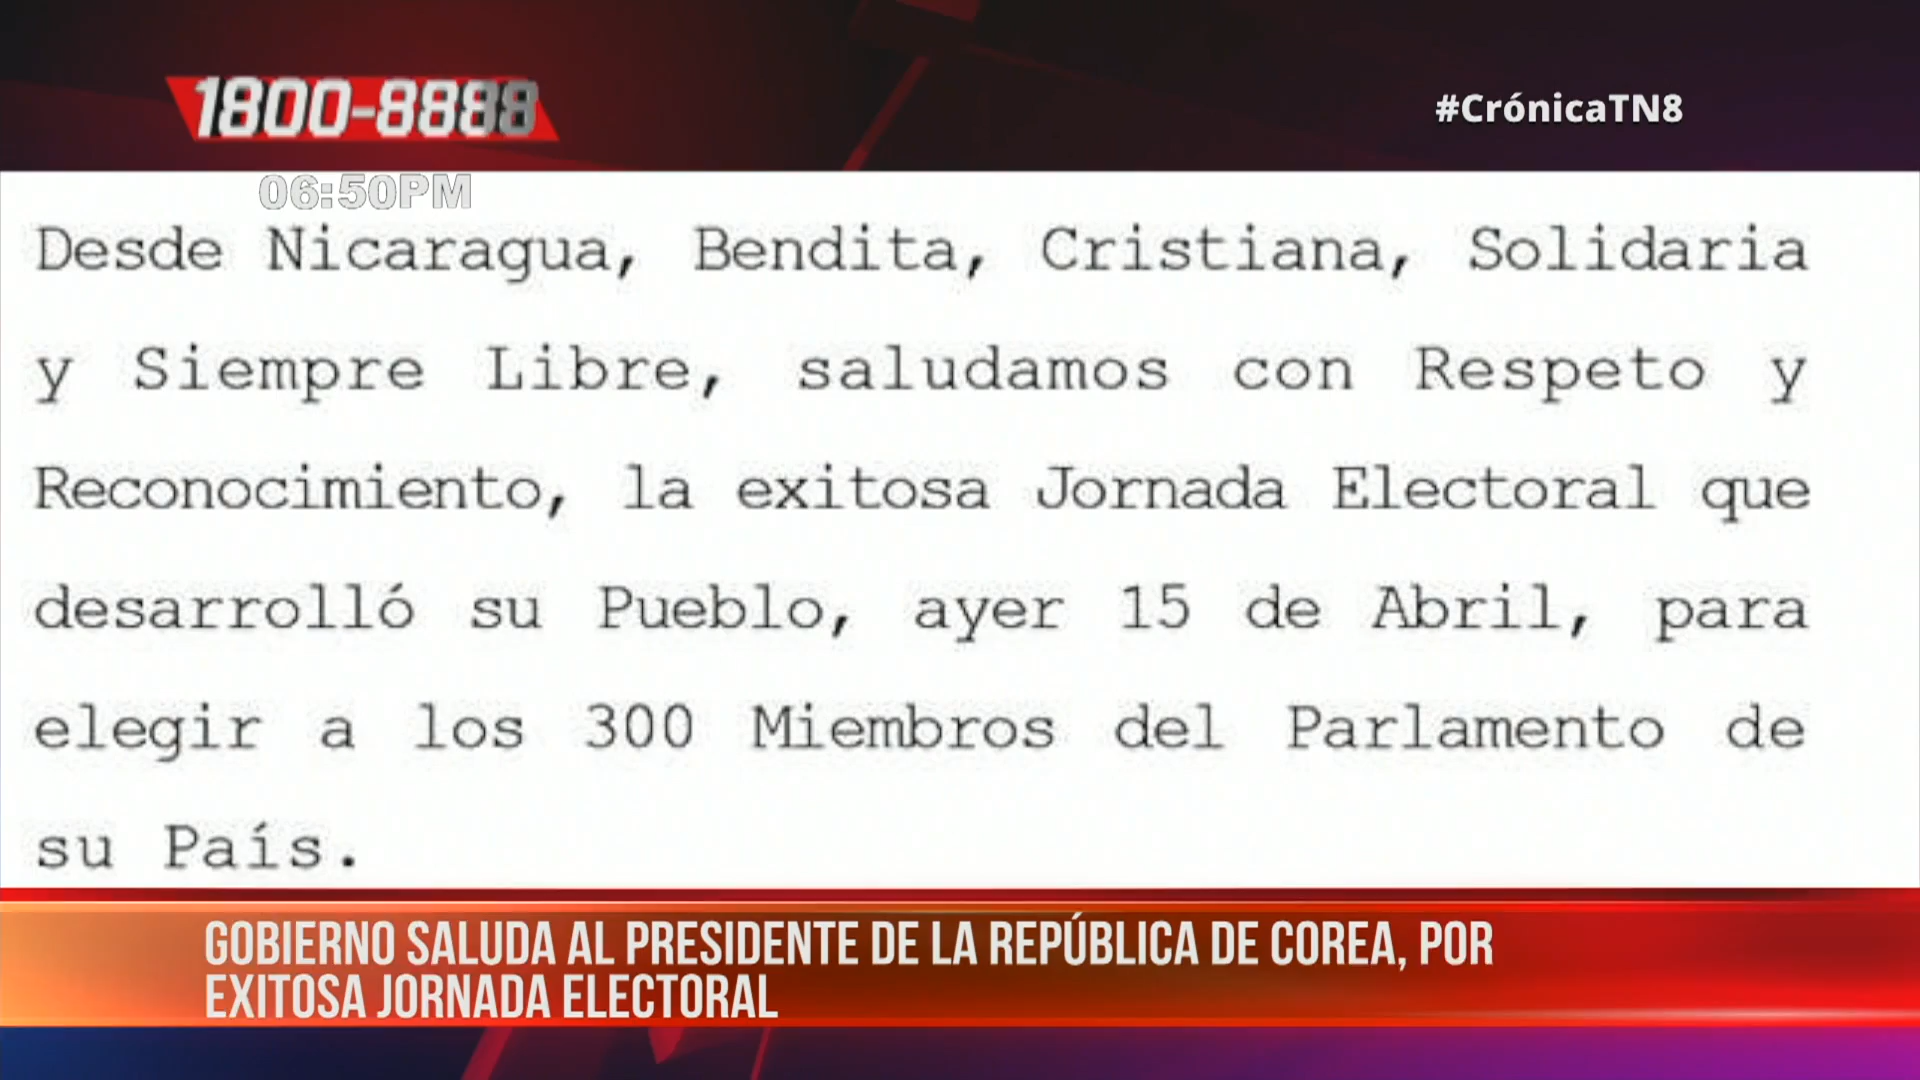 1800-8888
#CrónicaTN8
06:50PM
Desde Nicaragua, Bendita, Cristiana, Solidaria
y Siempre Libre, saludamos con Respeto y
Reconocimiento, la exitosa Jornada Electoral que
desarrolló su Pueblo, ayer 15 de Abril, para
elegir a los 300 Miembros del Parlamento de
su País.
GOBIERNO SALUDA AL PRESIDENTE DE LA REPÚBLICA DE COREA, POR
EXITOSA JORNADA ELECTORAL